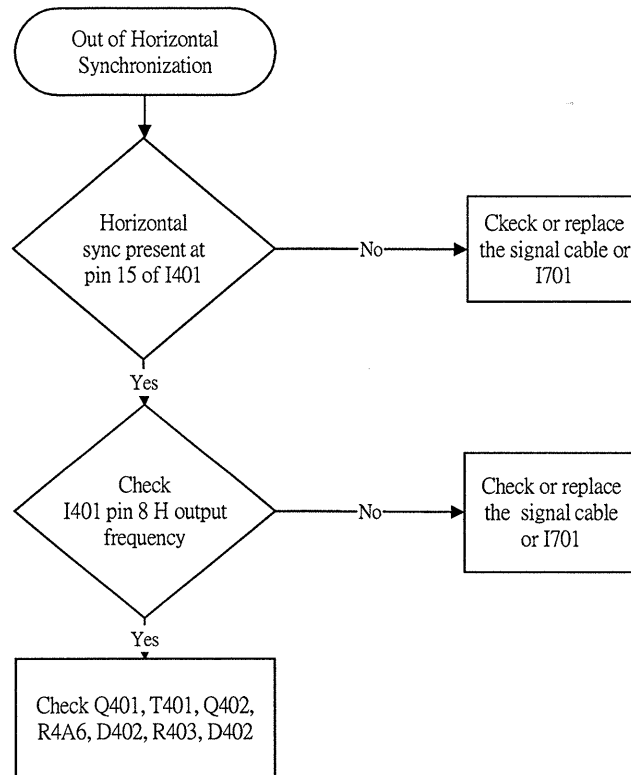 Out of Horizontal
Synchronization
Horizontal
sync present at
pin 15 of I401
No
Ckeck or replace
the signal cable or
I701
Yes
Check
I401 pin 8 H output
frequency
No
Check or replace
the signal cable
or I701
Yes
Check Q401, T401, Q402,
R4A6, D402, R403, D402